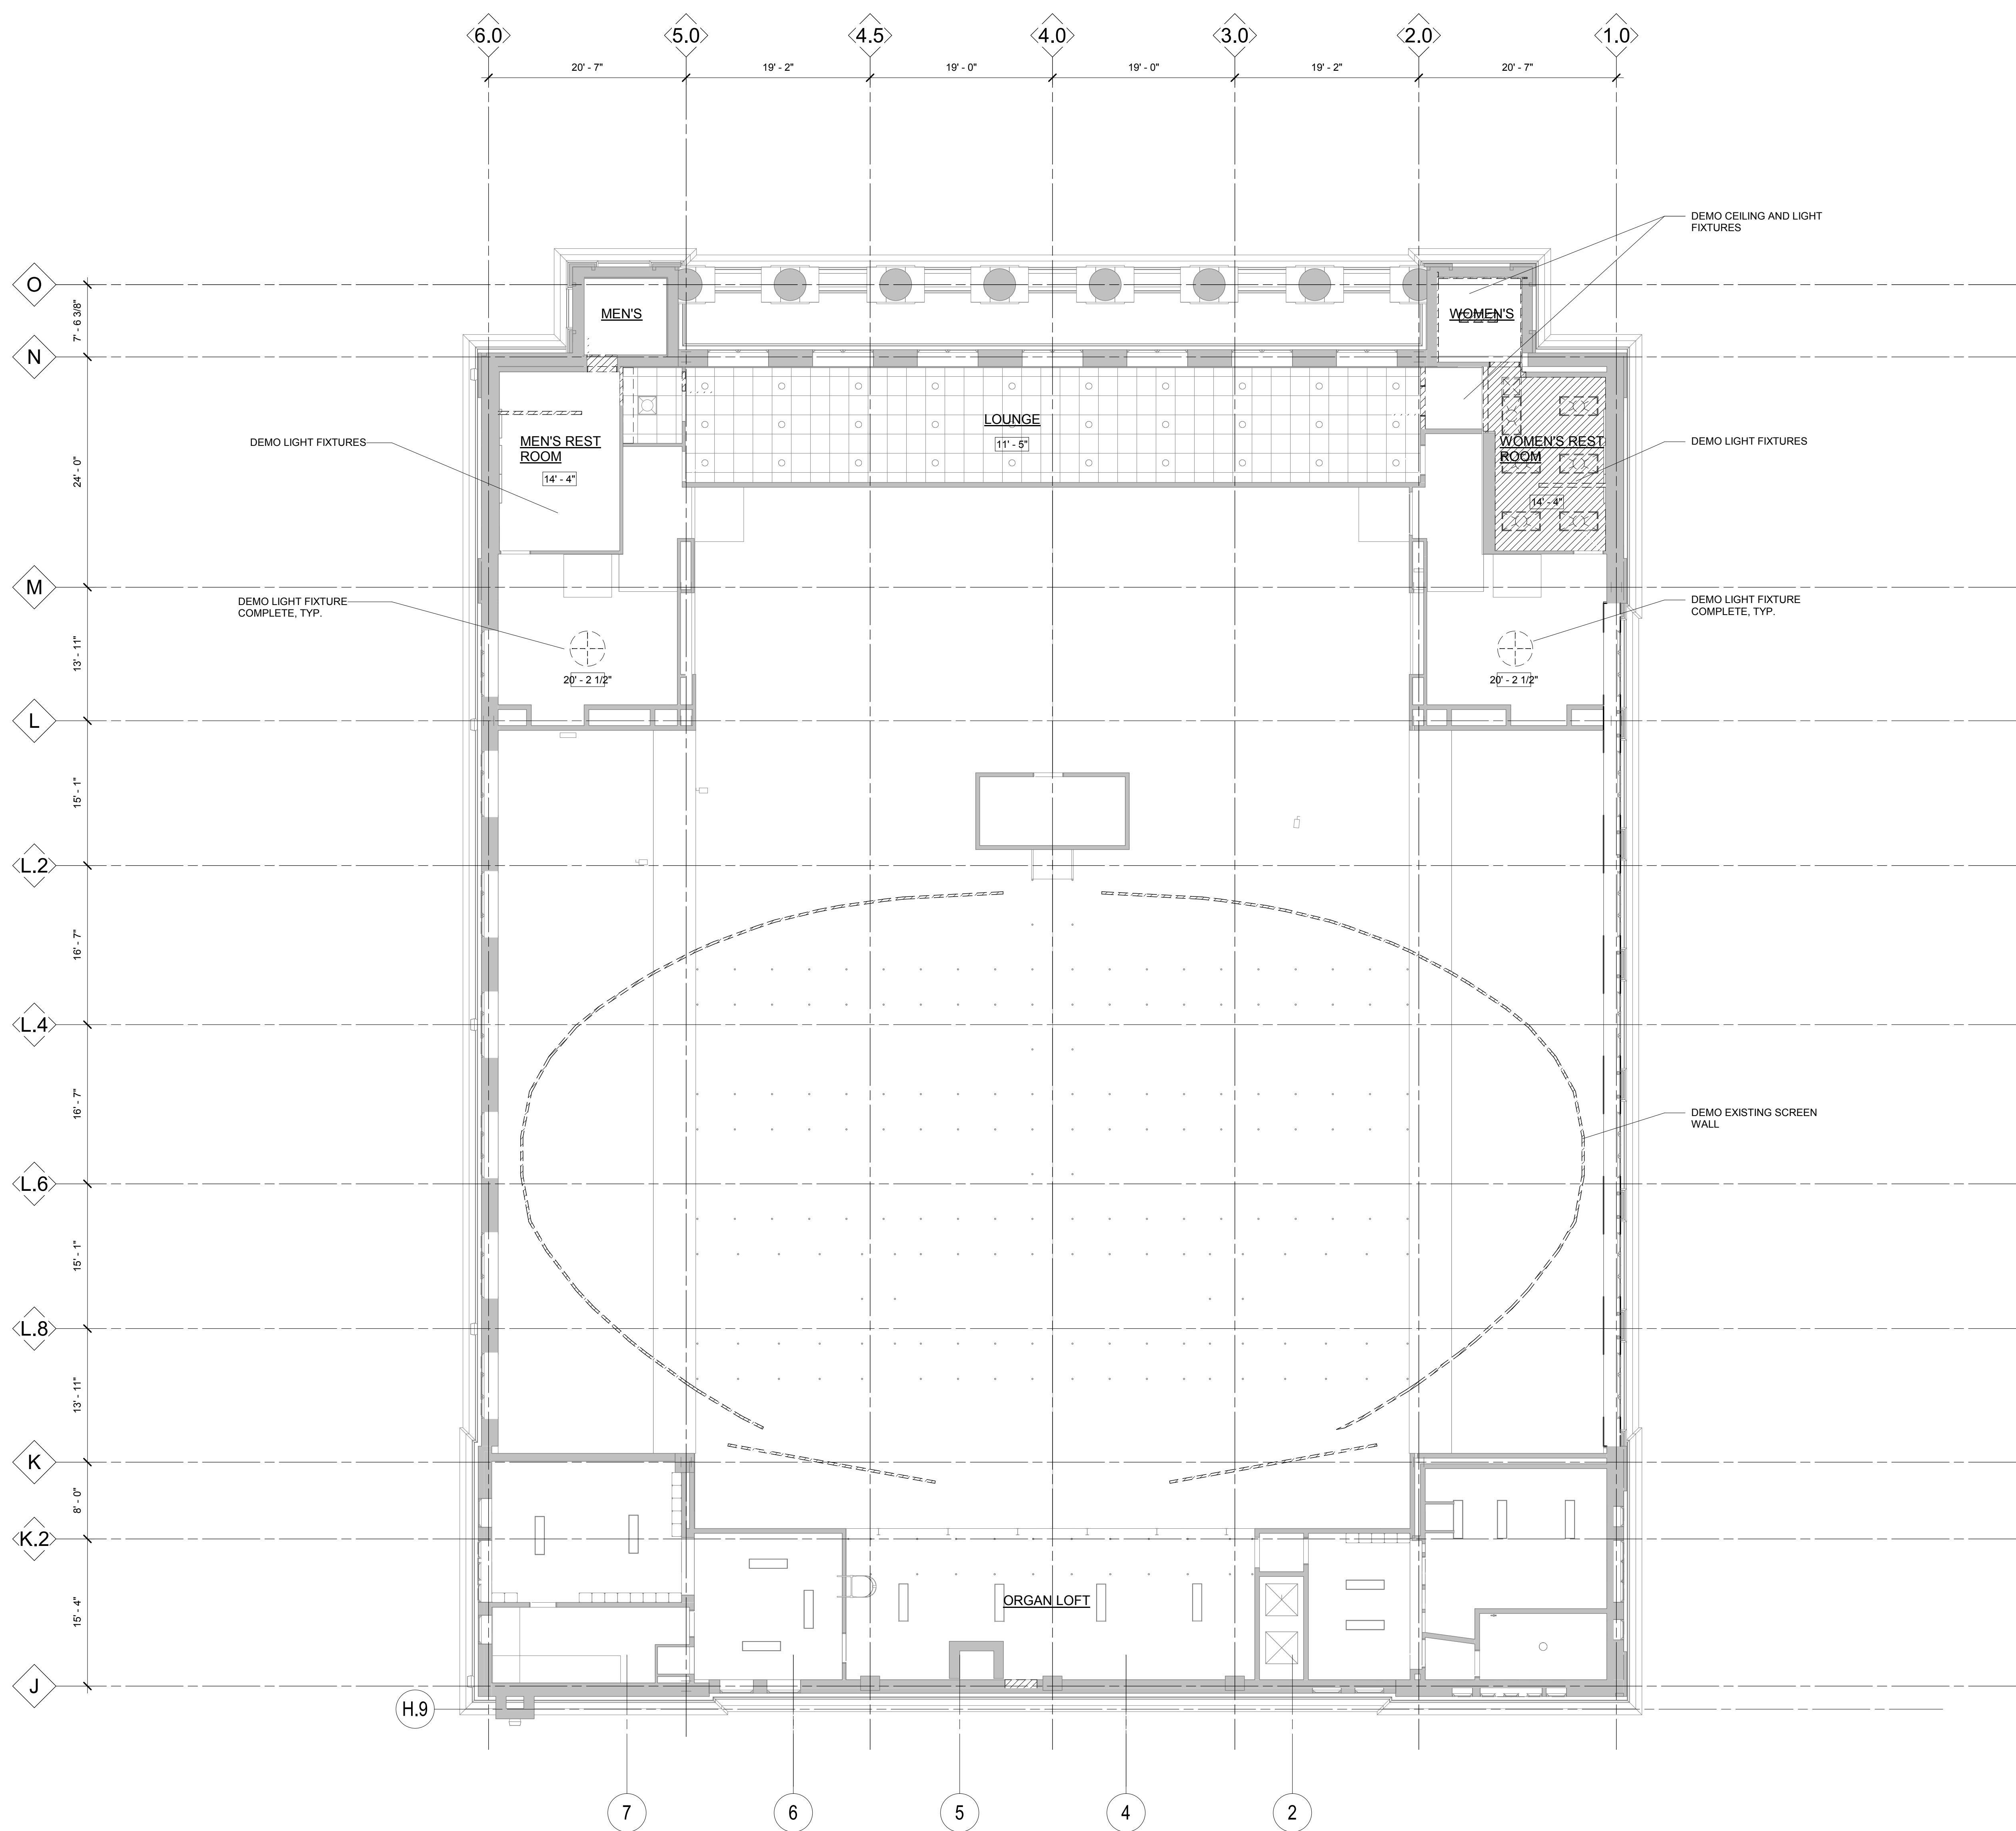 6.0
5.0
4.5
4.0
3.0
2.0
1.0
20' - 7"
19' - 2"
19' - 0"
19' - 0"
19' - 2"
20' - 7"
DEMO CEILING AND LIGHT
FIXTURES
O
7' - 6 3/8"
MEN'S
WOMEN'S
N
LOUNGE
11' - 5"
DEMO LIGHT FIXTURES
MEN'S REST
ROOM
14' - 4"
WOMEN'S REST
ROOM
14' - 4"
DEMO LIGHT FIXTURES
24' - 0"
M
DEMO LIGHT FIXTURE
COMPLETE, TYP.
DEMO LIGHT FIXTURE
COMPLETE, TYP.
13' - 11"
20' - 2 1/2"
20' - 2 1/2"
L
15' - 1"
L.2
16' - 7"
L.4
16' - 7"
DEMO EXISTING SCREEN
WALL
L.6
15' - 1"
L.8
13' - 11"
K
8' - 0"
K.2
15' - 4"
ORGAN LOFT
J
H.9
7
6
5
4
2